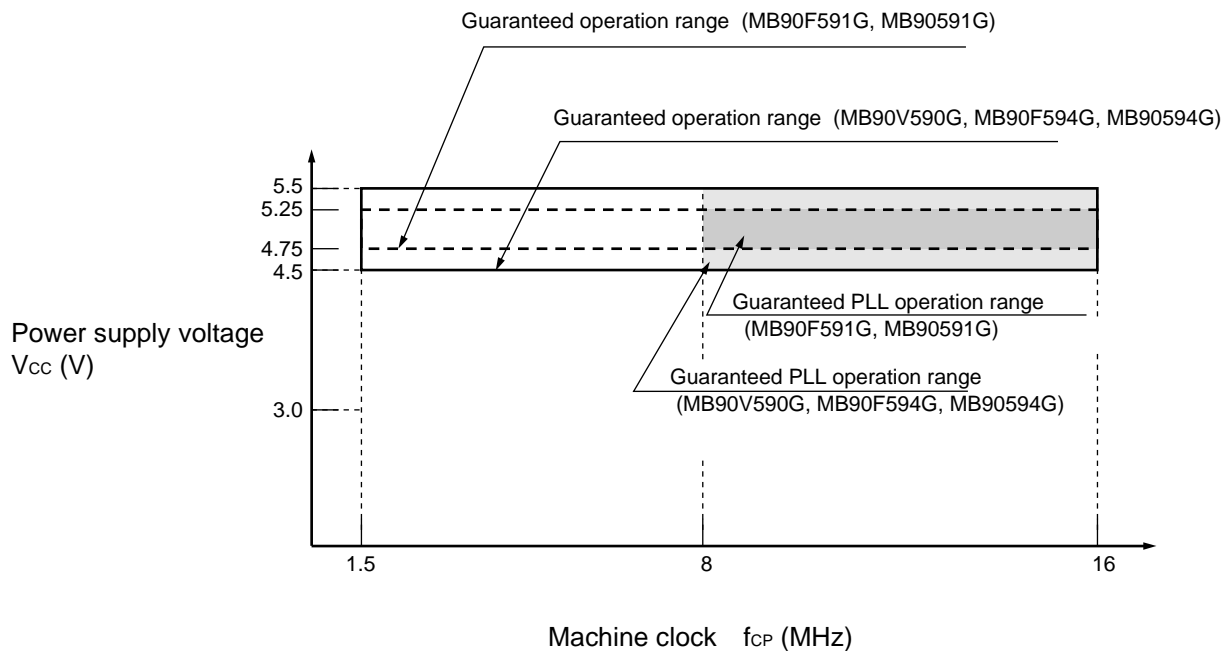 Guaranteed operation range (MB90F591G, MB90591G)
Guaranteed operation range (MB90V590G, MB90F594G, MB90594G)
5.5
5.25
4.75
4.5
Guaranteed PLL operation range
(MB90F591G, MB90591G)
Power supply voltage
VCC (V)
Guaranteed PLL operation range
(MB90V590G, MB90F594G, MB90594G)
3.0
1.5
8
16
Machine clock fCP (MHz)